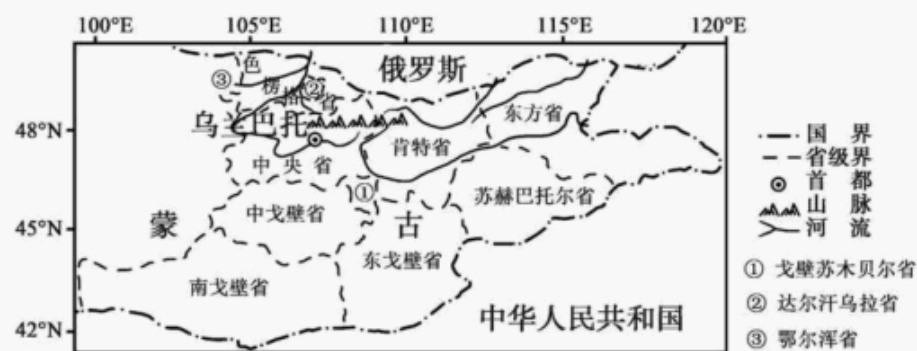 100°E 105°E 110°E 115°E 120°E
色
③
楞
②
格
省
俄罗斯
东方省
48°N
乌兰巴托
肯特省
中央省
①
苏赫巴托尔省
中戈壁省
蒙
古
45°N
东戈壁省
南戈壁省
42°N
中华人民共和国
国界
省级界
首都
山脉
河流
① 戈壁苏木贝尔省
② 达尔汗乌拉省
③ 鄂尔浑省